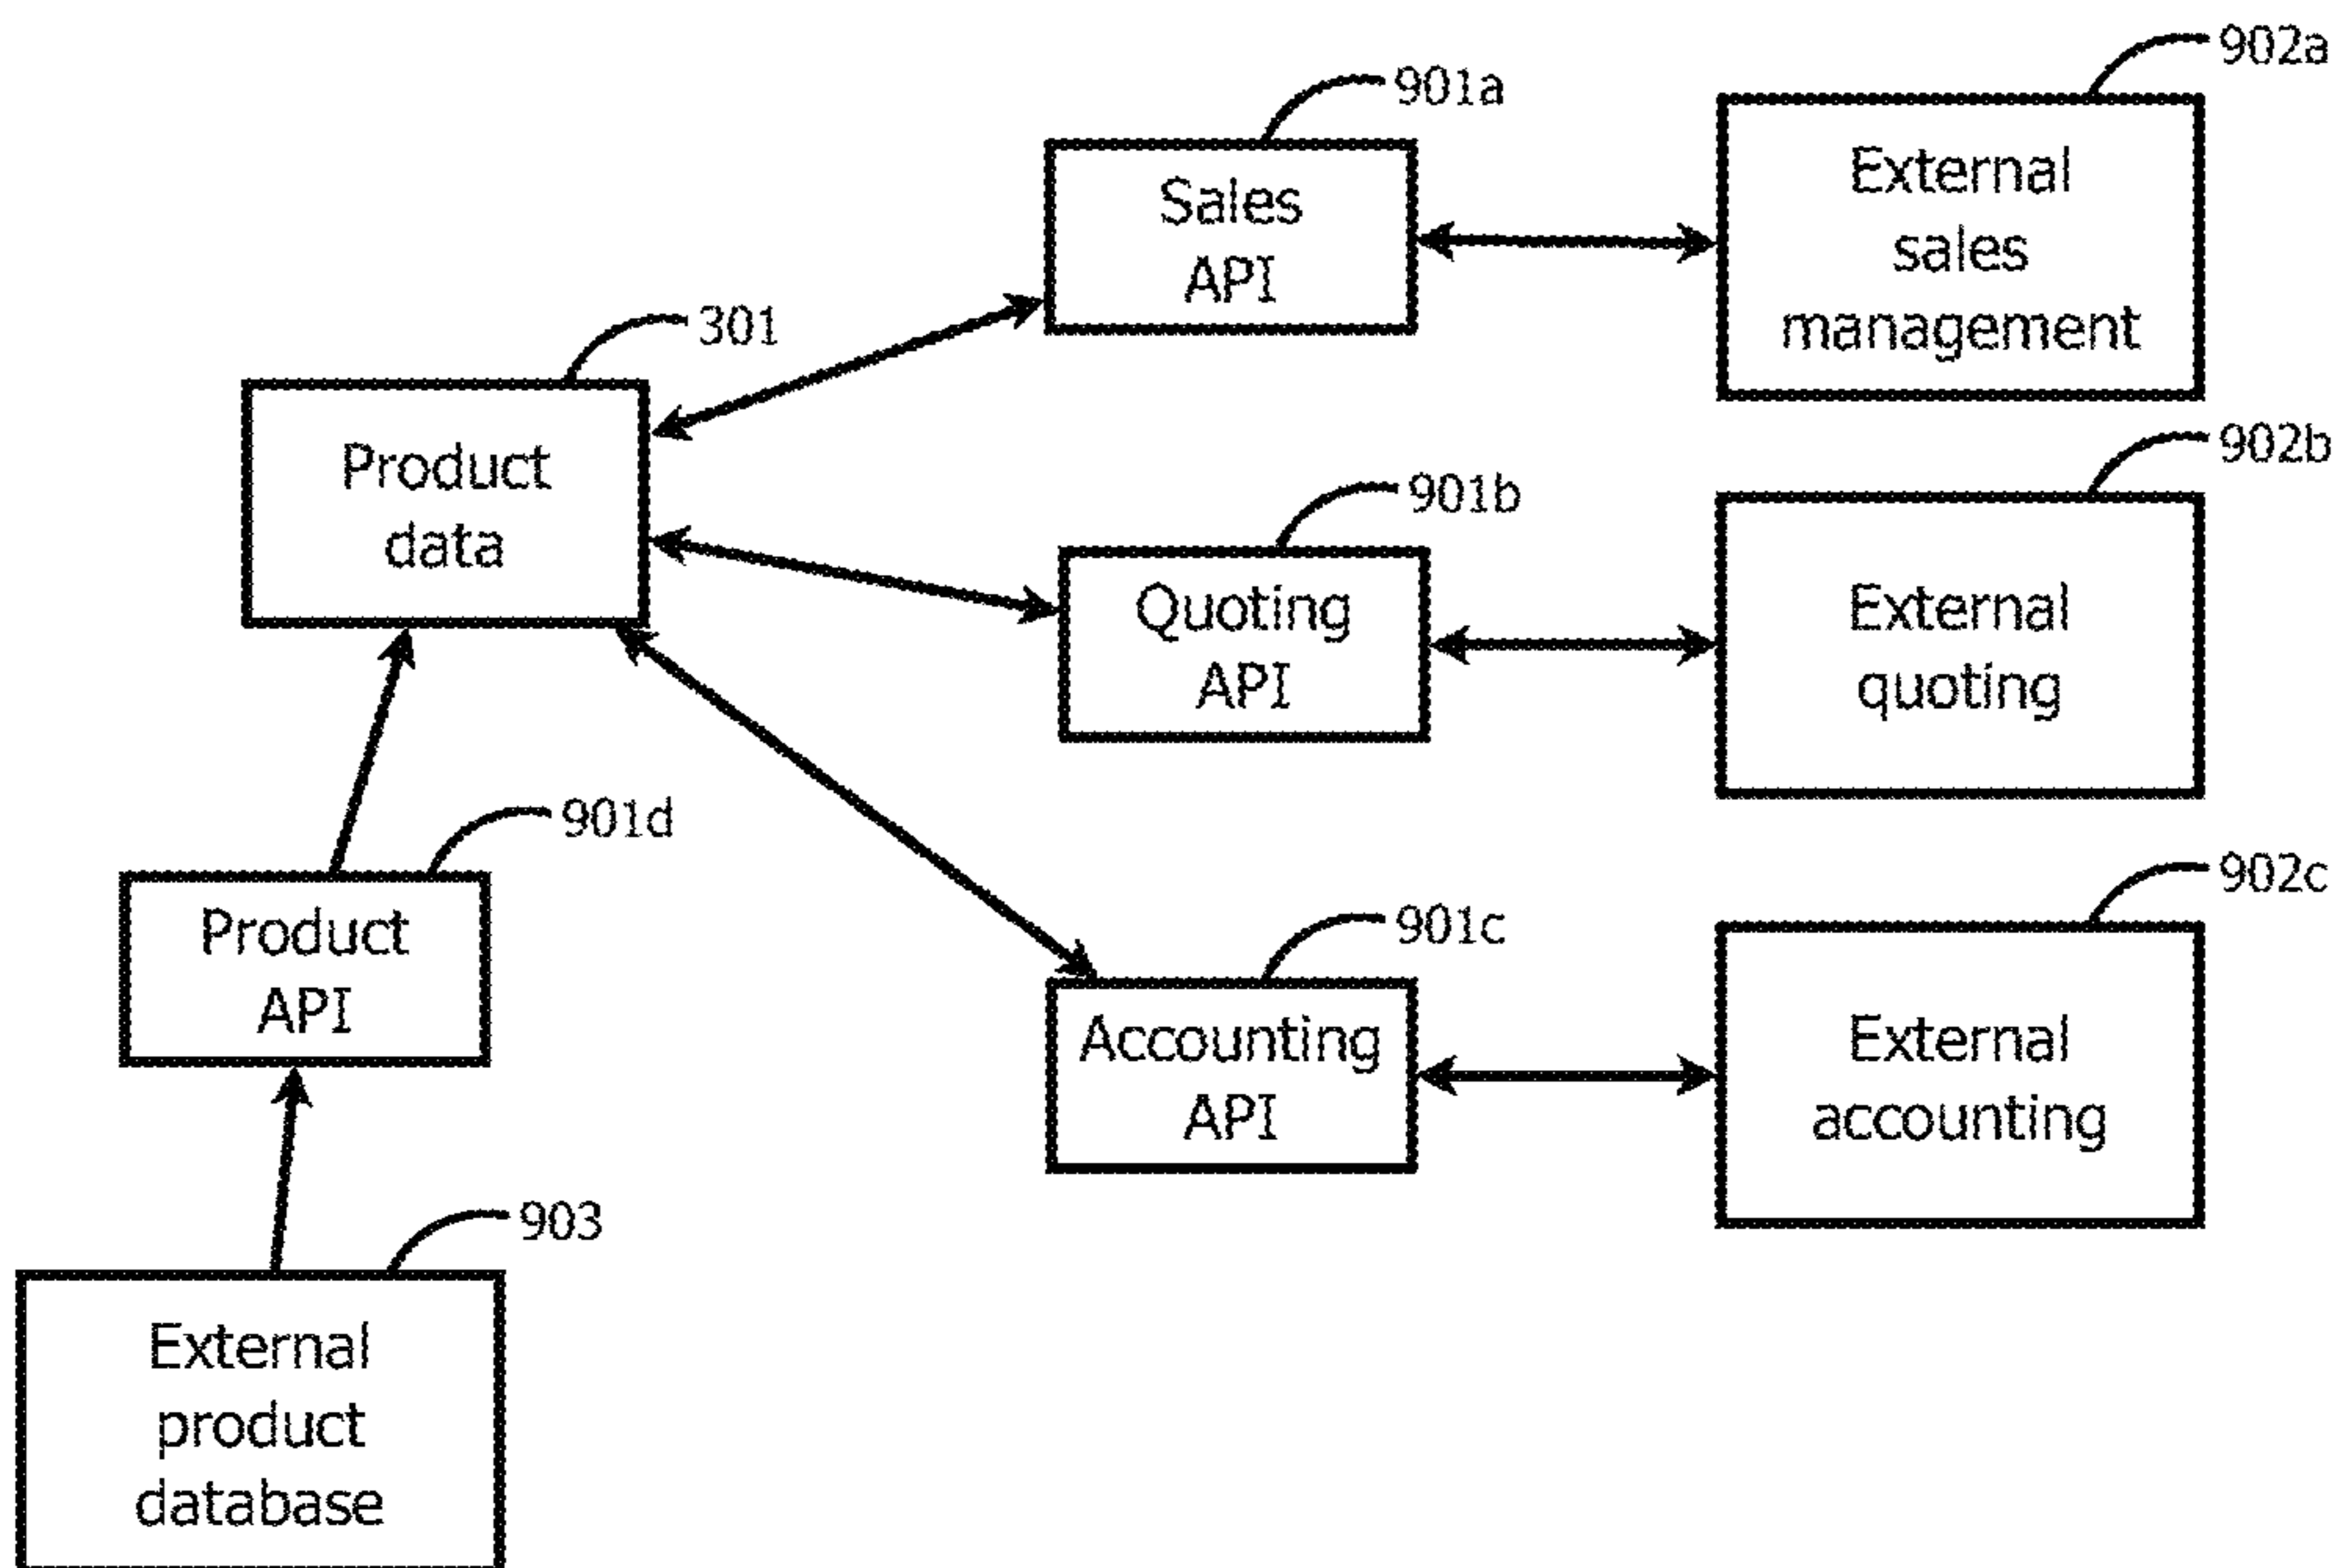 902a
901a
External
sales
management
Sales
API
301
Product
data
902b
901b
External
quoting
Quoting
API
901d
Product
API
902c
901c
External
accounting
Accounting
API
903
External
product
database